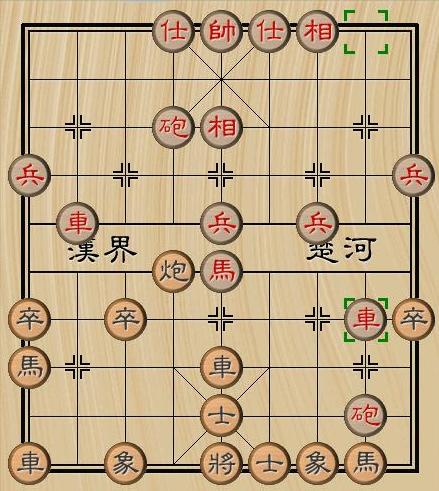 仕帥仕相
砲相
兵兵
車兵兵
漢界楚河
炮馬
卒卒車卒
馬車
士砲
車象將士象馬